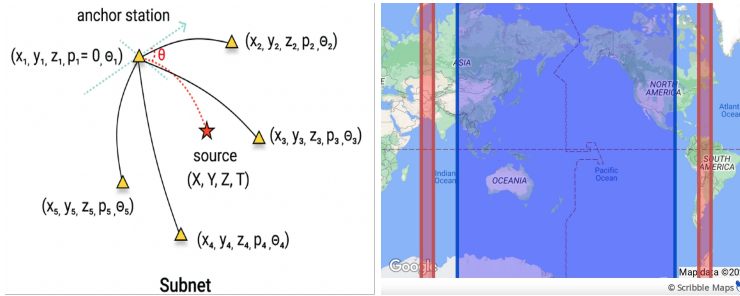 anchor station
(x₁, y₁, z₁, p₁= 0, θ₁)
θ
(x₂, y₂, z₂, p₂, θ₂)
(x₃, y₃, z₃, p₃, θ₃)
source
(X, Y, Z, T)
(x₅, y₅, z₅, p₅, θ₅)
(x₄, y₄, z₄, p₄, θ₄)
Subnet
ASIA
NORTH
AMERICA
Atlant
Ocea
Indian
Ocean
OCEANIA
Pacific
Ocean
SOUTH
AMERICA
Google
Map data ©20
© Scribble Maps